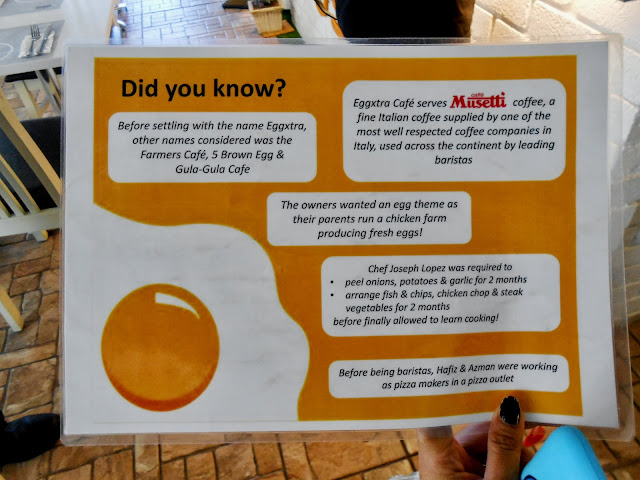 Did you know?
Before settling with the name Eggxtra,
other names considered was the
Farmers Café, 5 Brown Egg &
Gula-Gula Cafe
Eggxtra Café serves caffè Musetti coffee, a
fine Italian coffee supplied by one of the
most well respected coffee companies in
Italy, used across the continent by leading
baristas
The owners wanted an egg theme as
their parents run a chicken farm
producing fresh eggs!
Chef Joseph Lopez was required to
• peel onions, potatoes & garlic for 2 months
• arrange fish & chips, chicken chop & steak
vegetables for 2 months
before finally allowed to learn cooking!
Before being baristas, Hafiz & Azman were working
as pizza makers in a pizza outlet